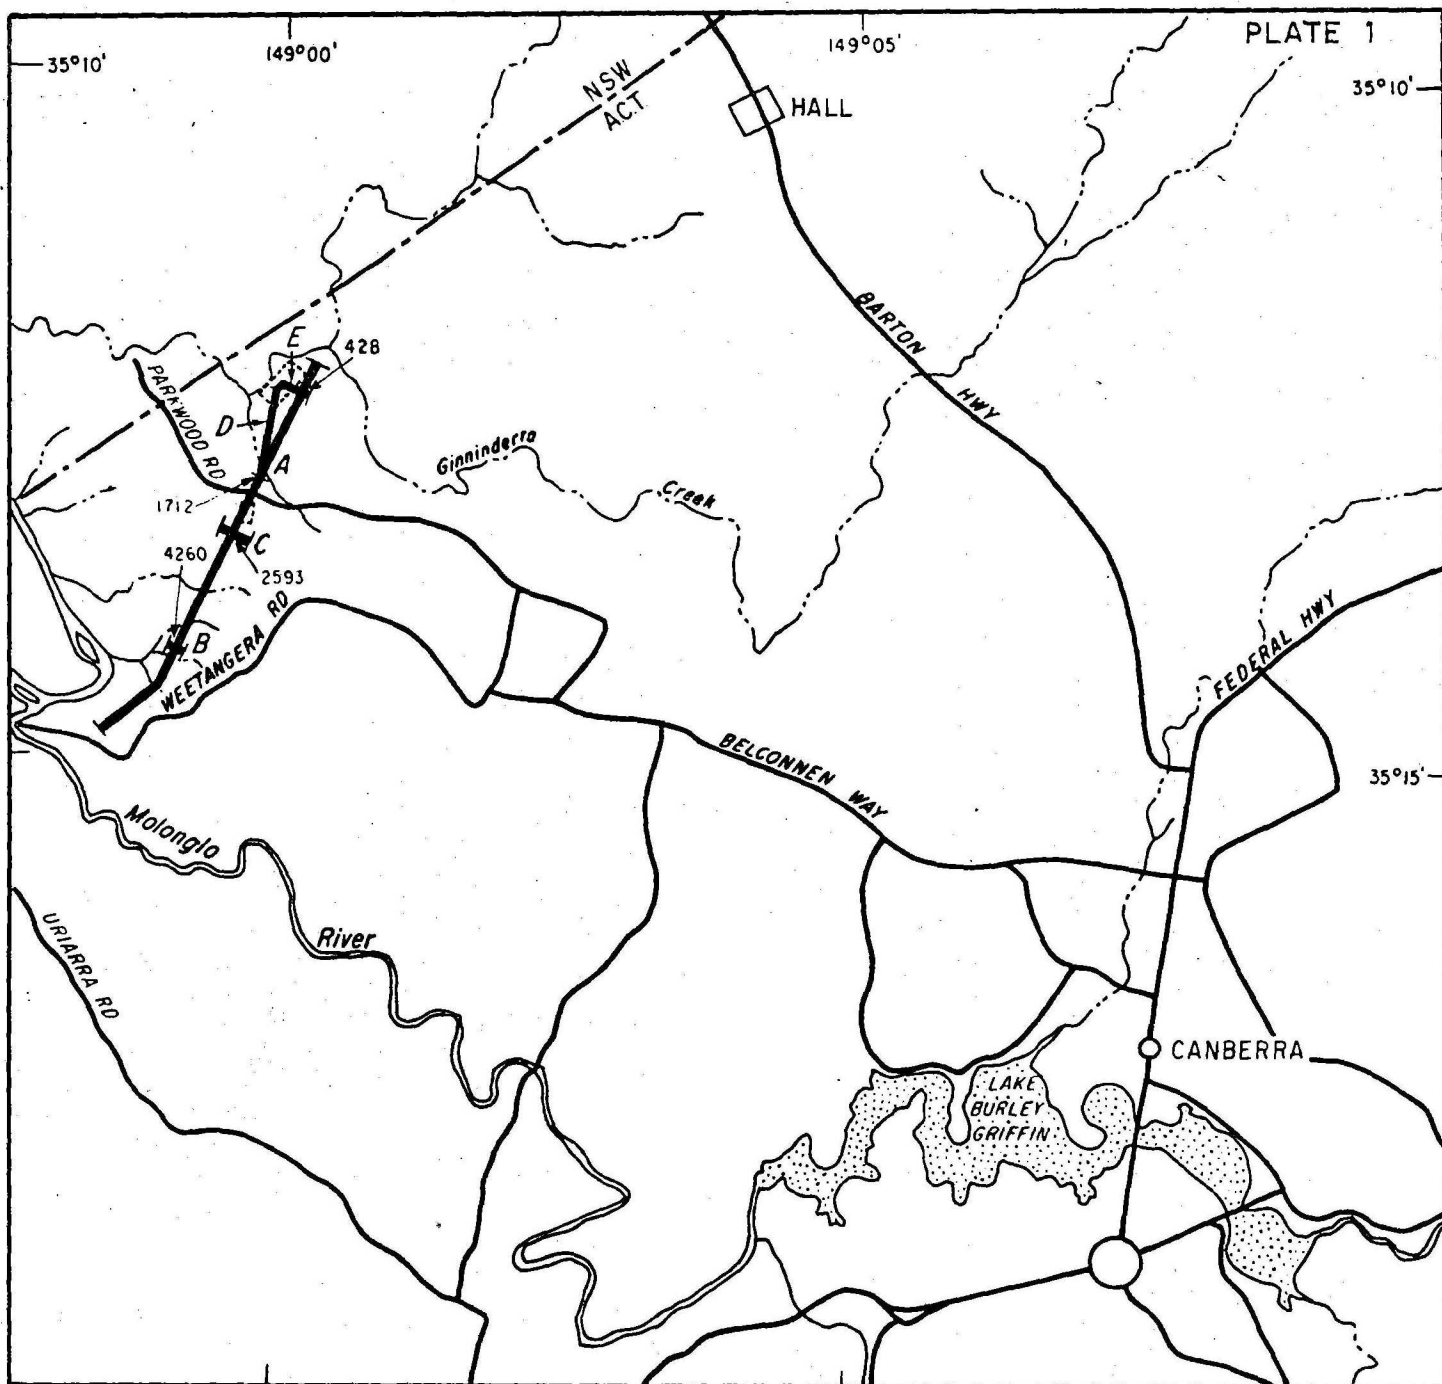 PLATE 1
149°00'
149°05'
35°10'
35°10'
NSW
A.C.T
HALL
BARTON
HWY
E
428
PARKWOOD RD
D
A
Ginninderra
Creek
1712
C
4260
2593
B
WEETANGERA RD
FEDERAL HWY
BELCONNEN
WAY
35°15'
Molonglo
River
URIARRA RD
CANBERRA
LAKE
BURLEY
GRIFFIN